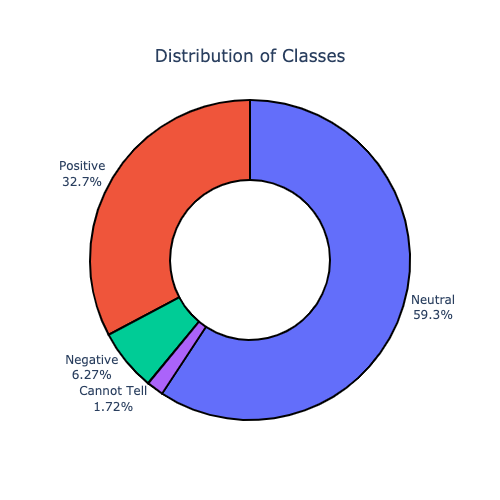 Distribution of Classes
Positive
32.7%
Neutral
59.3%
Negative
6.27%
Cannot Tell
1.72%